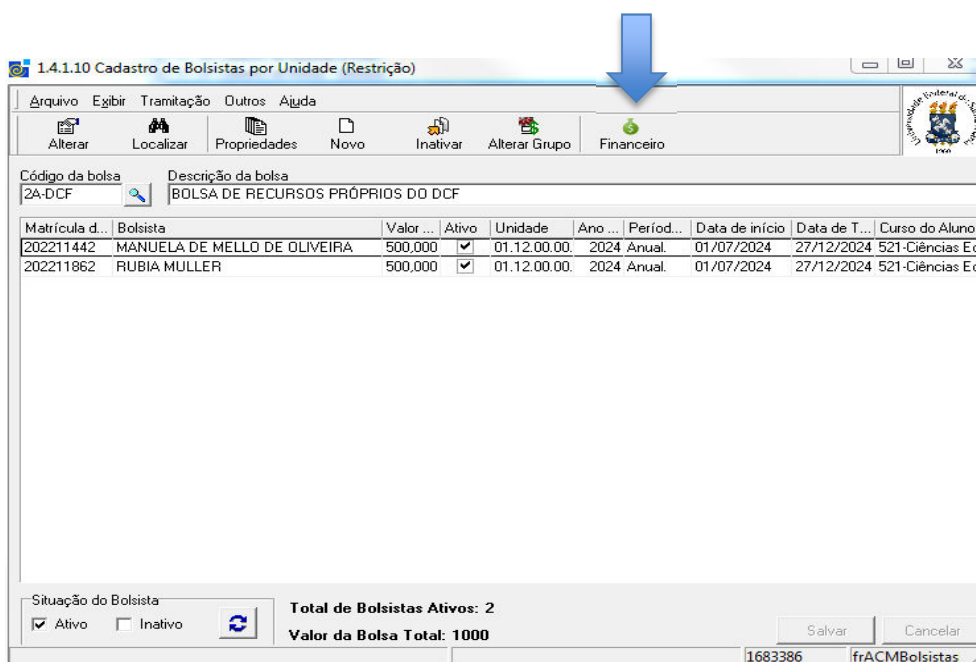 1.4.1.10 Cadastro de Bolsistas por Unidade (Restrição)
Arquivo Exibir Tramitação Outros Ajuda
Alterar Localizar Propriedades Novo Inativar Alterar Grupo Financeiro
Código da bolsa Descrição da bolsa
2A-DCF BOLSA DE RECURSOS PRÓPRIOS DO DCF
Matrícula d... Bolsista Valor ... Ativo Unidade Ano ... Períod... Data de início Data de T... Curso do Aluno
202211442 MANUELA DE MELLO DE OLIVEIRA 500,000 01.12.00.00. 2024 Anual. 01/07/2024 27/12/2024 521-Ciências Ec
202211862 RUBIA MULLER 500,000 01.12.00.00. 2024 Anual. 01/07/2024 27/12/2024 521-Ciências Ec
Situação do Bolsista
Ativo Inativo
Total de Bolsistas Ativos: 2
Valor da Bolsa Total: 1000
Salvar Cancelar
1683386 frACMBolsistas